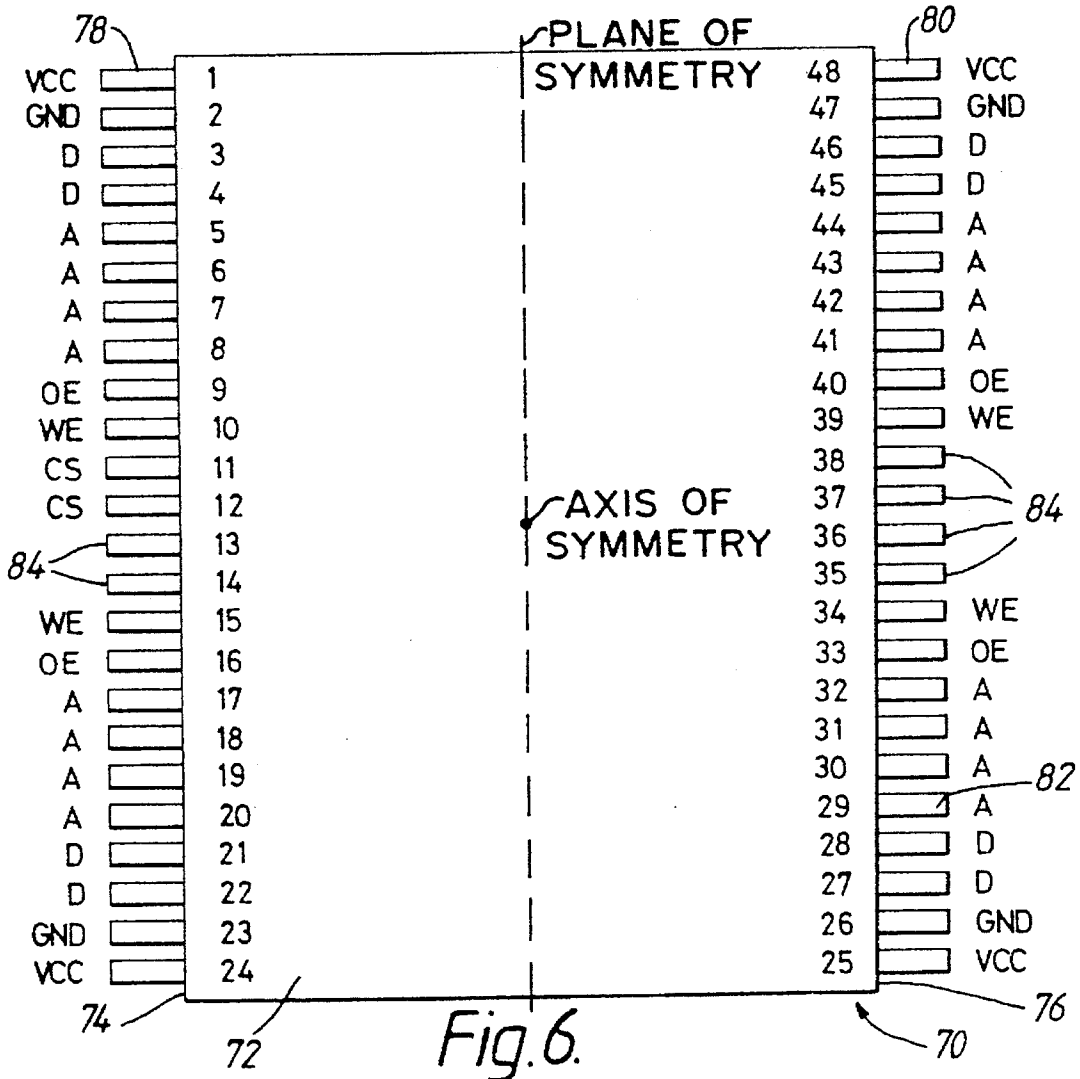 78 PLANE OF 80
SYMMETRY
VCC 1 48 VCC
GND 2 47 GND
D 3 46 D
D 4 45 D
A 5 44 A
A 6 43 A
A 7 42 A
A 8 41 A
OE 9 40 OE
WE 10 39 WE
CS 11 38
CS 12 AXIS OF 37
84 13 SYMMETRY 36 84
14 35
WE 15 34 WE
OE 16 33 OE
A 17 32 A
A 18 31 A
A 19 30 A
A 20 29 A 82
D 21 28 D
D 22 27 D
GND 23 26 GND
VCC 24 25 VCC
74 72 Fig.6. 70 76